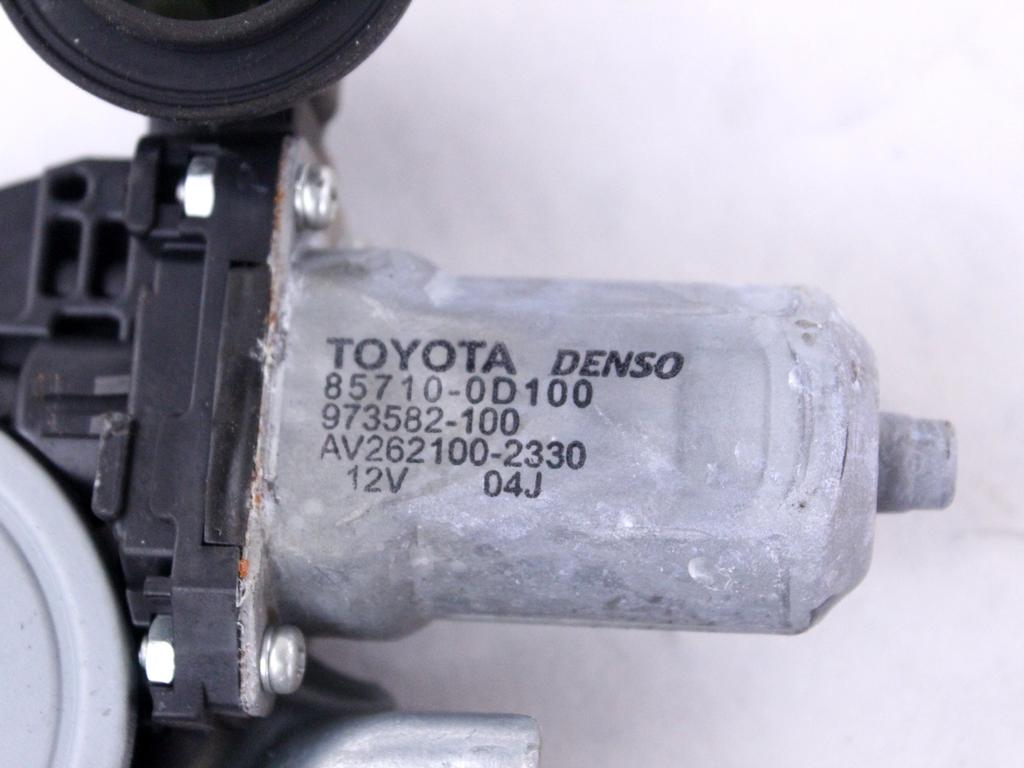 TOYOTA DENSO
85710-0D100
973582-100
AV262100-2330
12V 04J